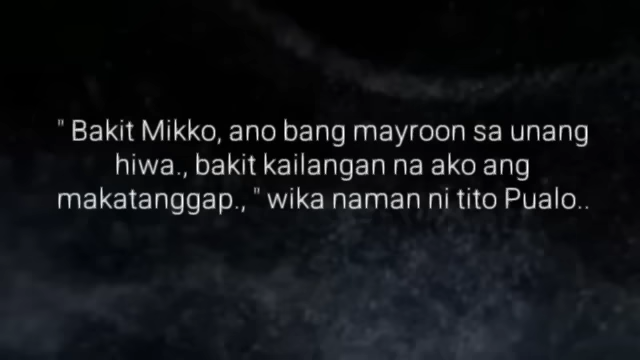 " Bakit Mikko, ano bang mayroon sa unang
hiwa., bakit kailangan na ako ang
makatanggap., " wika naman ni tito Pualo..